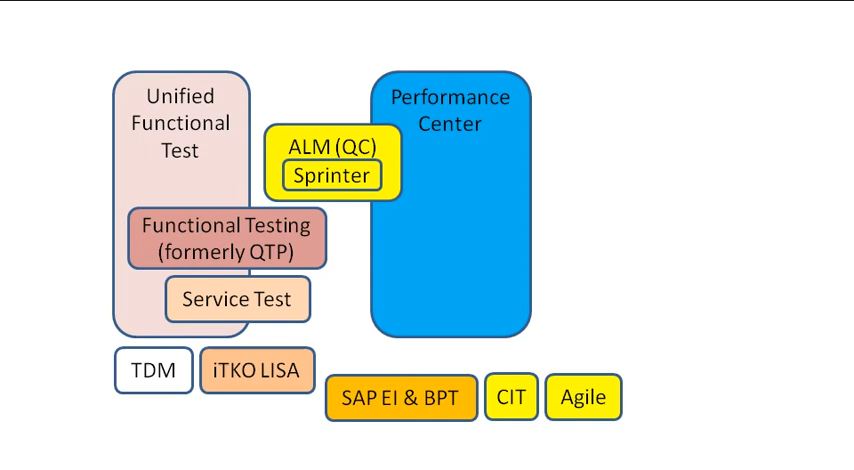 Unified
Functional
Test
Performance
Center
ALM (QC)
Sprinter
Functional Testing
(formerly QTP)
Service Test
TDM
iTKO LISA
SAP EI & BPT
CIT
Agile